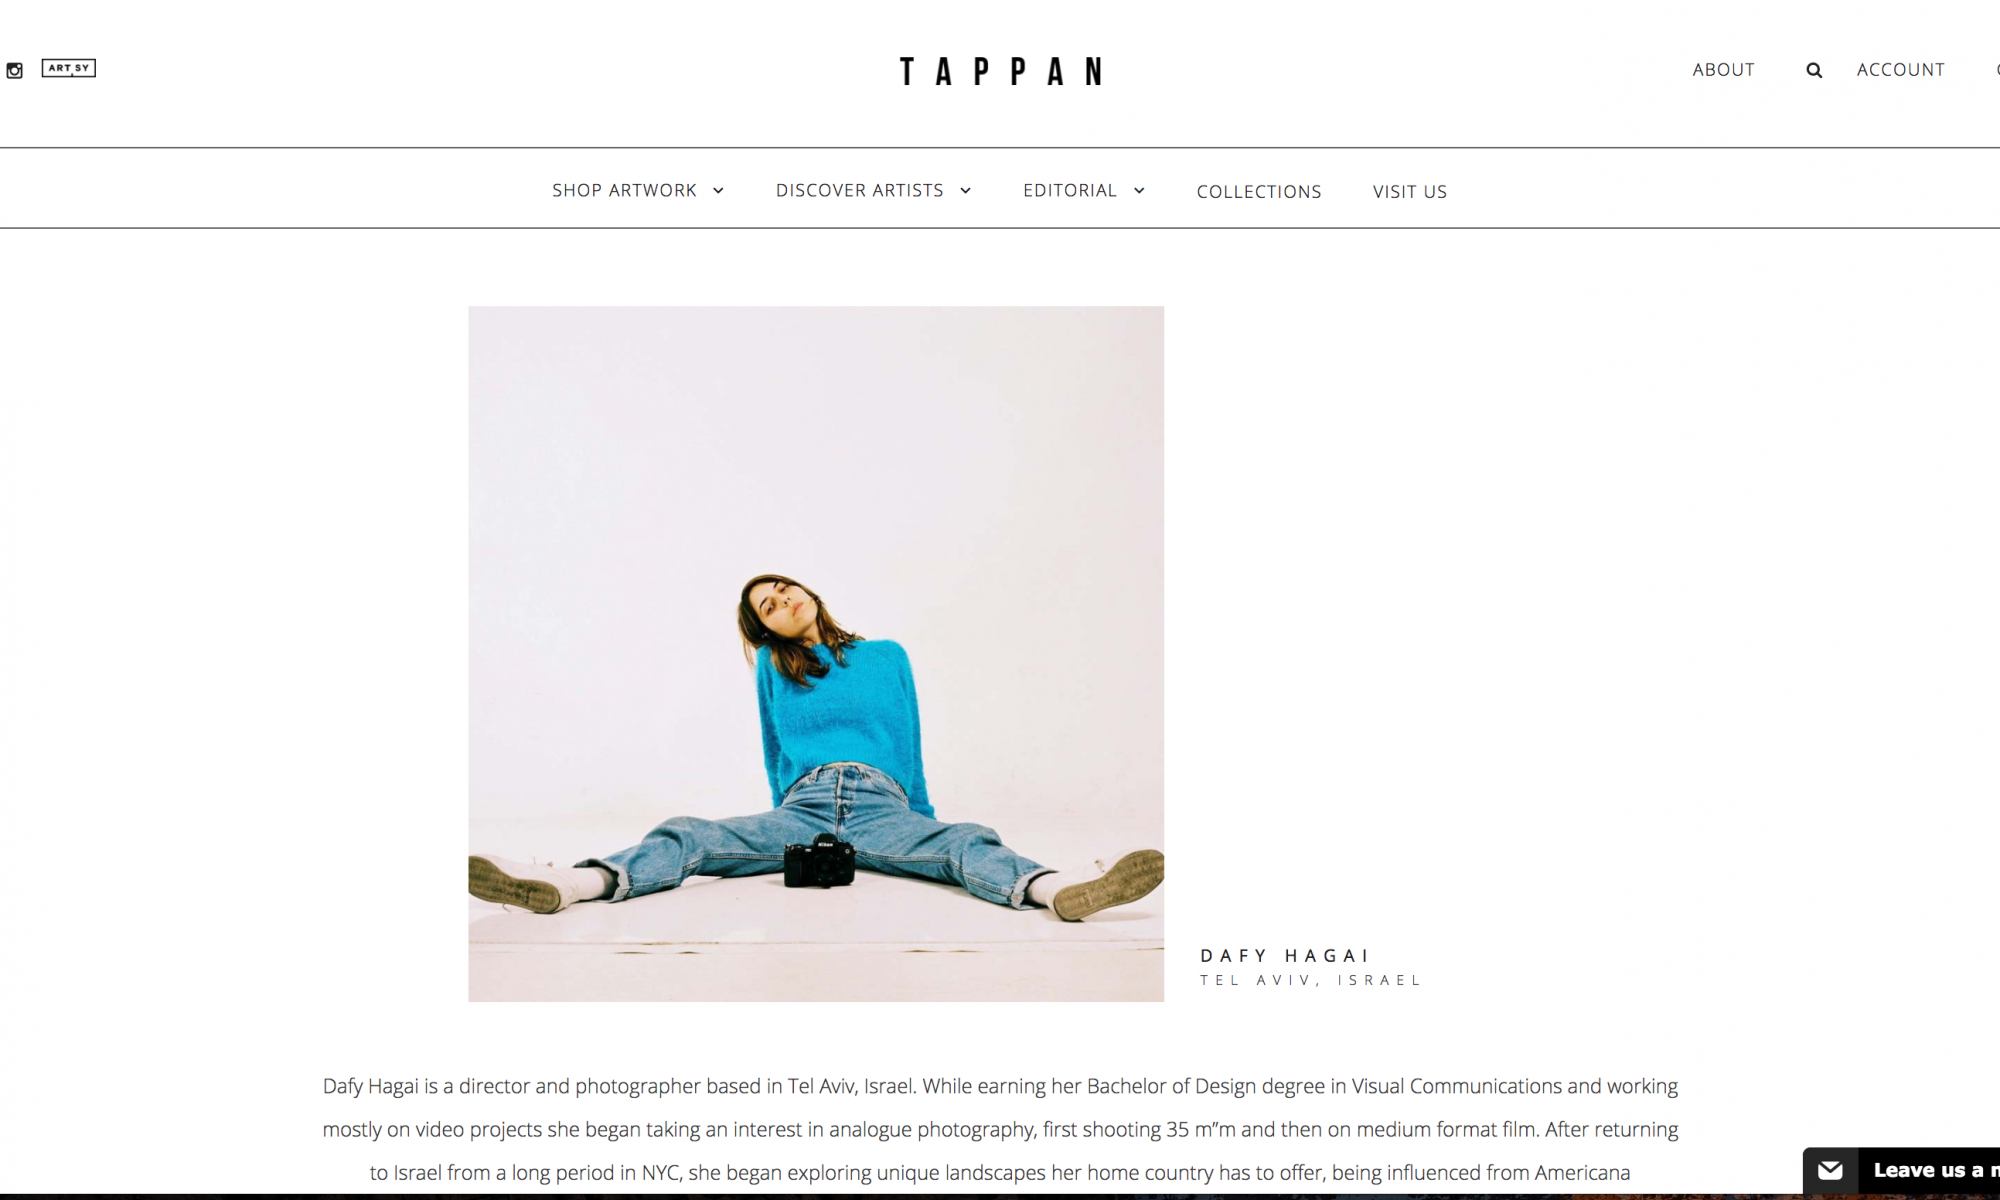 ART SY
TAPPAN
ABOUT
ACCOUNT
SHOP ARTWORK
DISCOVER ARTISTS
EDITORIAL
COLLECTIONS
VISIT US
Nikon
DAFY HAGAI
TEL AVIV, ISRAEL
Dafy Hagai is a director and photographer based in Tel Aviv, Israel. While earning her Bachelor of Design degree in Visual Communications and working
mostly on video projects she began taking an interest in analogue photography, first shooting 35 m”m and then on medium format film. After returning
to Israel from a long period in NYC, she began exploring unique landscapes her home country has to offer, being influenced from Americana
Leave us a